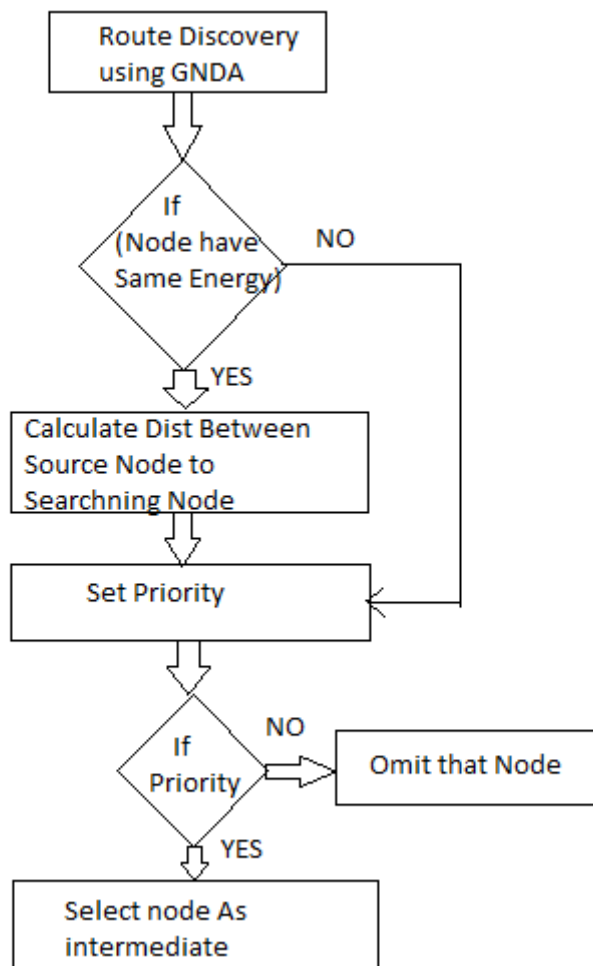 Route Discovery
using GNDA
If
(Node have
Same Energy)
NO
YES
Calculate Dist Between
Source Node to
Searchning Node
Set Priority
If
Priority
NO
Omit that Node
YES
Select node As
intermediate